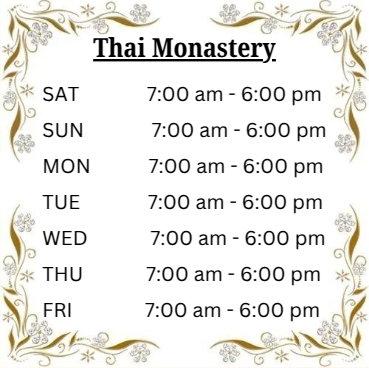 Thai Monastery
SAT 7:00 am - 6:00 pm
SUN 7:00 am - 6:00 pm
MON 7:00 am - 6:00 pm
TUE 7:00 am - 6:00 pm
WED 7:00 am - 6:00 pm
THU 7:00 am - 6:00 pm
FRI 7:00 am - 6:00 pm